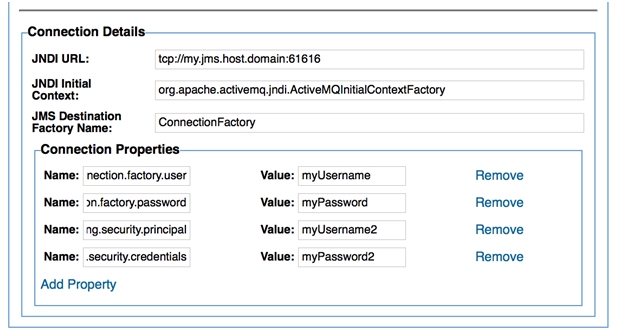 Connection Details
JNDI URL: tcp://my.jms.host.domain:61616
JNDI Initial
Context: org.apache.activemq.jndi.ActiveMQInitialContextFactory
JMS Destination
Factory Name: ConnectionFactory
Connection Properties
Name: nection.factory.user Value: myUsername Remove
Name: on.factory.password Value: myPassword Remove
Name: ng.security.principal Value: myUsername2 Remove
Name: .security.credentials Value: myPassword2 Remove
Add Property